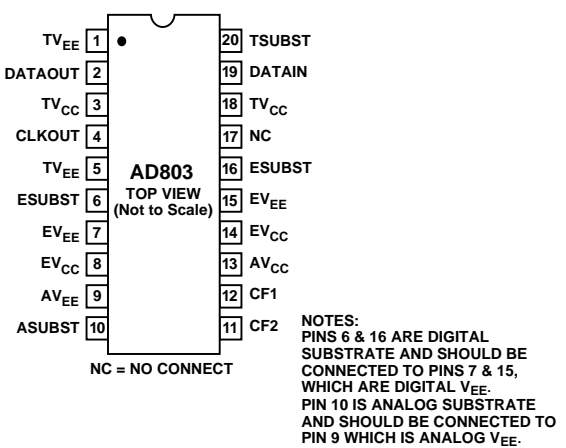 TVEE 1
DATAOUT 2
TVCC 3
CLKOUT 4
TVEE 5
ESUBST 6
EVEE 7
EVCC 8
AVEE 9
ASUBST 10
AD803
TOP VIEW
(Not to Scale)
20 TSUBST
19 DATAIN
18 TVCC
17 NC
16 ESUBST
15 EVEE
14 EVCC
13 AVCC
12 CF1
11 CF2
NC = NO CONNECT
NOTES:
PINS 6 & 16 ARE DIGITAL
SUBSTRATE AND SHOULD BE
CONNECTED TO PINS 7 & 15,
WHICH ARE DIGITAL VEE.
PIN 10 IS ANALOG SUBSTRATE
AND SHOULD BE CONNECTED TO
PIN 9 WHICH IS ANALOG VEE.